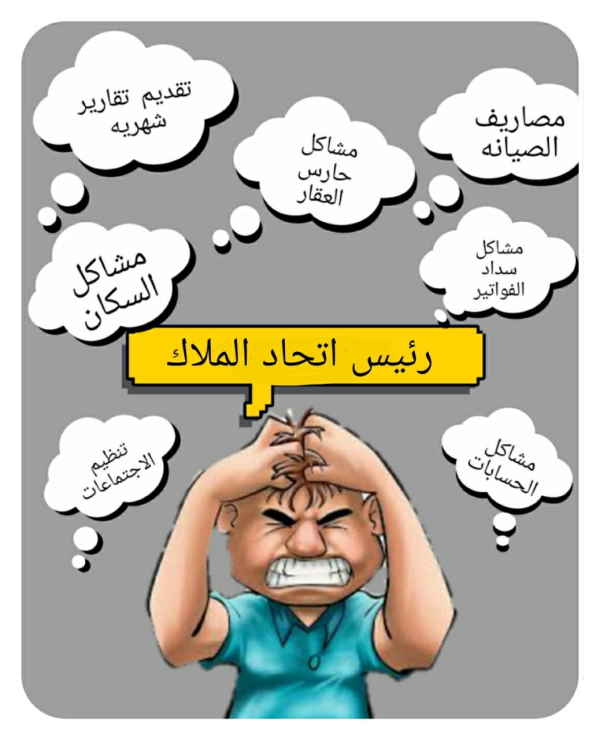 تقديم تقارير
شهريه
مصاريف
الصيانه
مشاكل
حارس
العقار
مشاكل
السكان
مشاكل
سداد
الفواتير
رئيس اتحاد الملاك
تنظيم
الاجتماعات
مشاكل
الحسابات